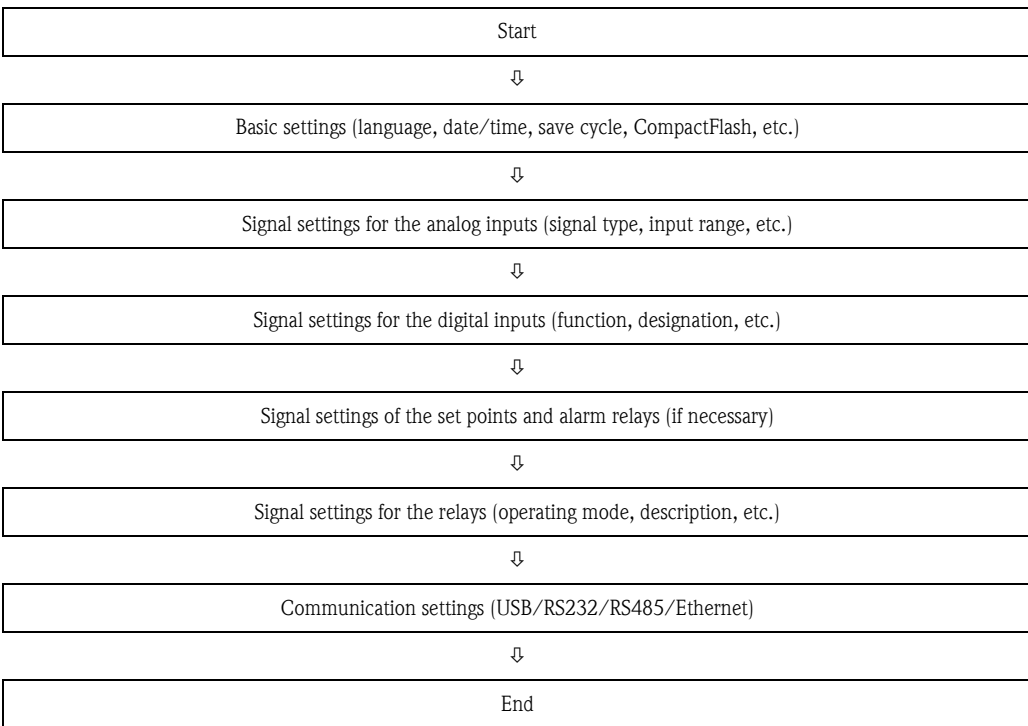 Start
⇩
Basic settings (language, date/time, save cycle, CompactFlash, etc.)
⇩
Signal settings for the analog inputs (signal type, input range, etc.)
⇩
Signal settings for the digital inputs (function, designation, etc.)
⇩
Signal settings of the set points and alarm relays (if necessary)
⇩
Signal settings for the relays (operating mode, description, etc.)
⇩
Communication settings (USB/RS232/RS485/Ethernet)
⇩
End